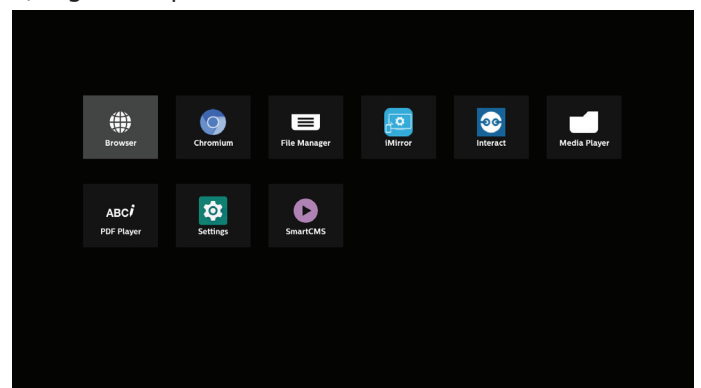 Browser
Chromium
File Manager
iMirror
Interact
Media Player
ABCi
PDF Player
Settings
SmartCMS